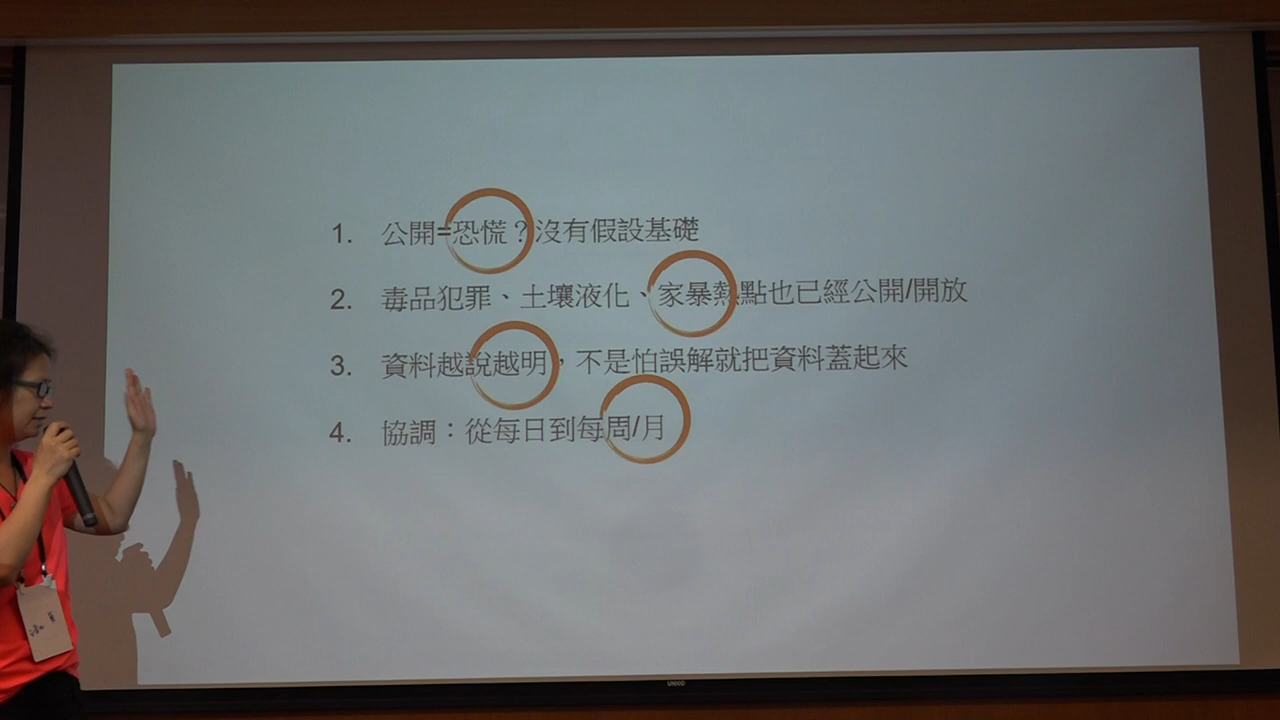 1. 公開=恐慌？沒有假設基礎
2. 毒品犯罪、土壤液化、家暴熱點也已經公開/開放
3. 資料越說越明，不是怕誤解就把資料蓋起來
4. 協調：從每日到每周/月